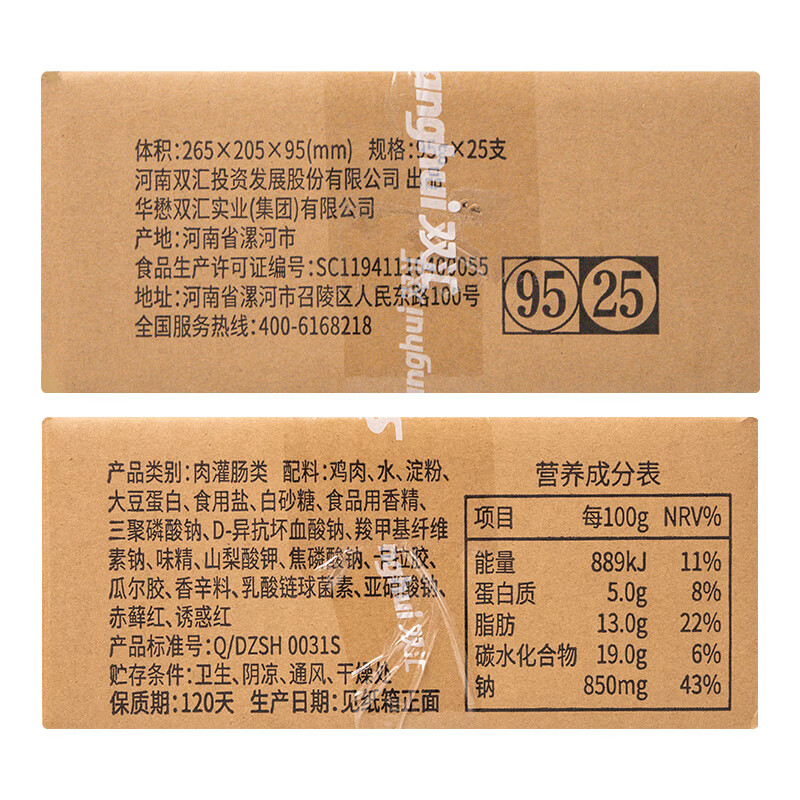 体积:265×205×95(mm) 规格:95g×25支
河南双汇投资发展股份有限公司 出品
华懋双汇实业(集团)有限公司
产地:河南省漯河市
食品生产许可证编号:
地址:河南省漯河市召陵区人民东路100号
全国服务热线:400-6168218
95 25
anghui 双汇
产品类别:肉灌肠类 配料:鸡肉、水、淀粉、
大豆蛋白、食用盐、白砂糖、食品用香精、
三聚磷酸钠、D-异抗坏血酸钠、羧甲基纤维
素钠、味精、山梨酸钾、焦磷酸钠、卡拉胶、
瓜尔胶、香辛料、乳酸链球菌素、亚硝酸钠、
赤藓红、诱惑红
产品标准号:Q/DZSH 0031S
贮存条件:卫生、阴凉、通风、干燥处
保质期:120天 生产日期:见纸箱正面
营养成分表
项目 每100g NRV%
能量 889kJ 11%
蛋白质 5.0g 8%
脂肪 13.0g 22%
碳水化合物 19.0g 6%
钠 850mg 43%